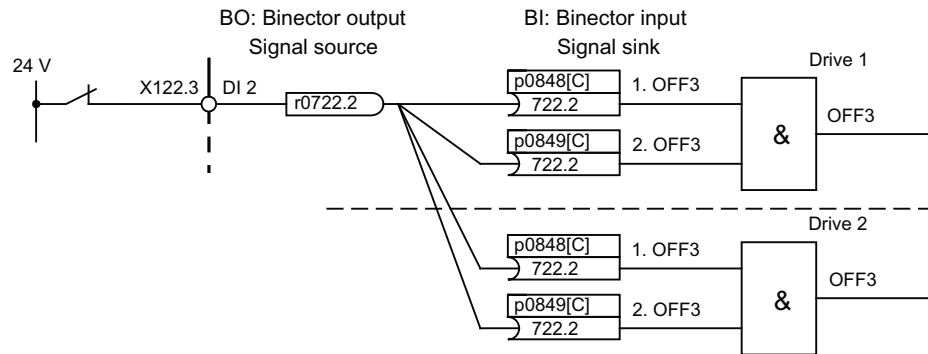 BO: Binector output
Signal source
BI: Binector input
Signal sink
24 V
X122.3
DI 2
r0722.2
Drive 1
p0848[C]
722.2
1. OFF3
p0849[C]
722.2
2. OFF3
&
OFF3
Drive 2
p0848[C]
722.2
1. OFF3
p0849[C]
722.2
2. OFF3
&
OFF3